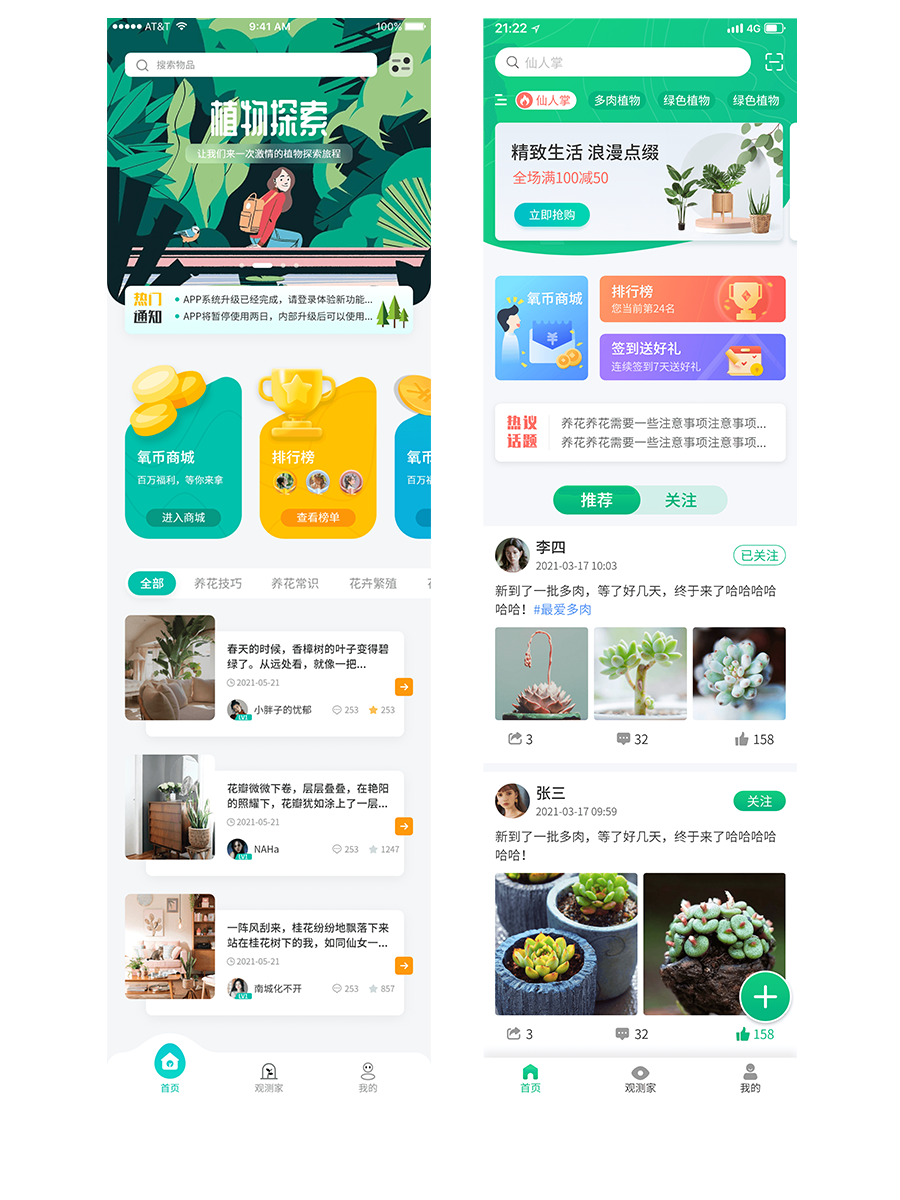 AT&T 9:41 AM 100%
搜索物品
植物探索
让我们来一次激情的植物探索旅程
热门
通知
APP系统升级已经完成，请登录体验新功能...
APP将暂停使用两日，内部升级后可以使用...
氧币商城
百万福利，等你来拿
进入商城
排行榜
查看榜单
氧币
百万福
全部 养花技巧 养花常识 花卉繁殖
春天的时候，香樟树的叶子变得碧
绿了。从远处看，就像一把...
2021-05-21
LV1 小胖子的忧郁 253 253
花瓣微微下卷，层层叠叠，在艳阳
的照耀下，花瓣犹如涂上了一层...
2021-05-21
LV1 NAHa 253 1247
一阵风刮来，桂花纷纷地飘落下来
站在桂花树下的我，如同仙女一...
2021-05-21
LV1 南城化不开 253 857
首页 观测家 我的
21:22 4G
仙人掌
仙人掌 多肉植物 绿色植物 绿色植物
精致生活 浪漫点缀
全场满100减50
立即抢购
氧币商城
排行榜
您当前第24名
签到送好礼
连续签到7天送好礼
热议
话题
养花养花需要一些注意事项注意事项...
养花养花需要一些注意事项注意事项...
推荐 关注
李四
2021-03-17 10:03
已关注
新到了一批多肉，等了好几天，终于来了哈哈哈哈
哈哈！#最爱多肉
3 32 158
张三
2021-03-17 09:59
关注
新到了一批多肉，等了好几天，终于来了哈哈哈哈
哈哈！
3 32 158
首页 观测家 我的